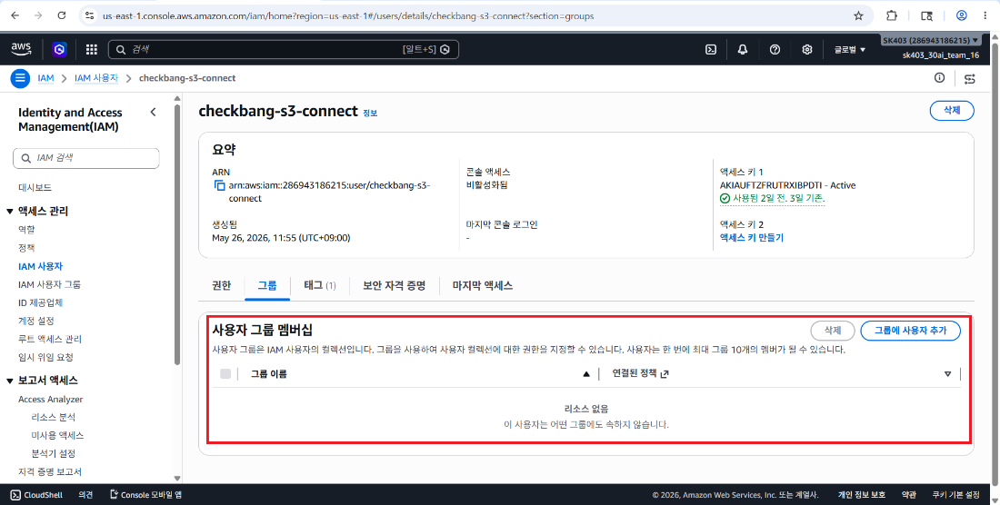 us-east-1.console.aws.amazon.com/iam/home?region=us-east-1#/users/details/checkbang-s3-connect?section=groups
aws
검색
[알트+S]
글로벌 ▼
SK403 (286943186215) ▼
sk403_30ai_team_16
IAM > IAM 사용자 > checkbang-s3-connect
Identity and Access
Management(IAM)
IAM 검색
대시보드
▼ 액세스 관리
역할
정책
IAM 사용자
IAM 사용자 그룹
ID 제공업체
계정 설정
루트 액세스 관리
임시 위임 요청
▼ 보고서 액세스
Access Analyzer
리소스 분석
미사용 액세스
분석기 설정
자격 증명 보고서
checkbang-s3-connect 정보
삭제
요약
ARN
arn:aws:iam::286943186215:user/checkbang-s3-
connect
생성됨
May 26, 2026, 11:55 (UTC+09:00)
콘솔 액세스
비활성화됨
마지막 콘솔 로그인
-
액세스 키 1
AKIAUFTZFRUTRXIBPDTI - Active
사용됨 2일 전. 3일 기존.
액세스 키 2
액세스 키 만들기
권한
그룹
태그 (1)
보안 자격 증명
마지막 액세스
사용자 그룹 멤버십
삭제
그룹에 사용자 추가
사용자 그룹은 IAM 사용자의 컬렉션입니다. 그룹을 사용하여 사용자 컬렉션에 대한 권한을 지정할 수 있습니다. 사용자는 한 번에 최대 그룹 10개의 멤버가 될 수 있습니다.
그룹 이름
연결된 정책
리소스 없음
이 사용자는 어떤 그룹에도 속하지 않습니다.
CloudShell
의견
Console 모바일 앱
© 2026, Amazon Web Services, Inc. 또는 계열사.
개인 정보 보호
약관
쿠키 기본 설정